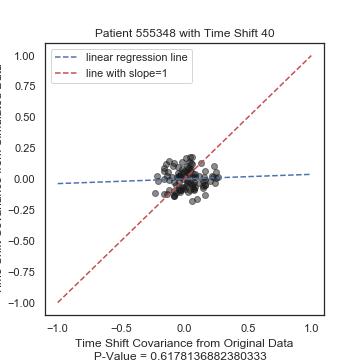 Patient 555348 with Time Shift 40
linear regression line
line with slope=1
1.00
0.75
0.50
0.25
0.00
−0.25
−0.50
−0.75
−1.00
−1.0
−0.5
0.0
0.5
1.0
Time Shift Covariance from Original Data
P-Value = 0.6178136882380333